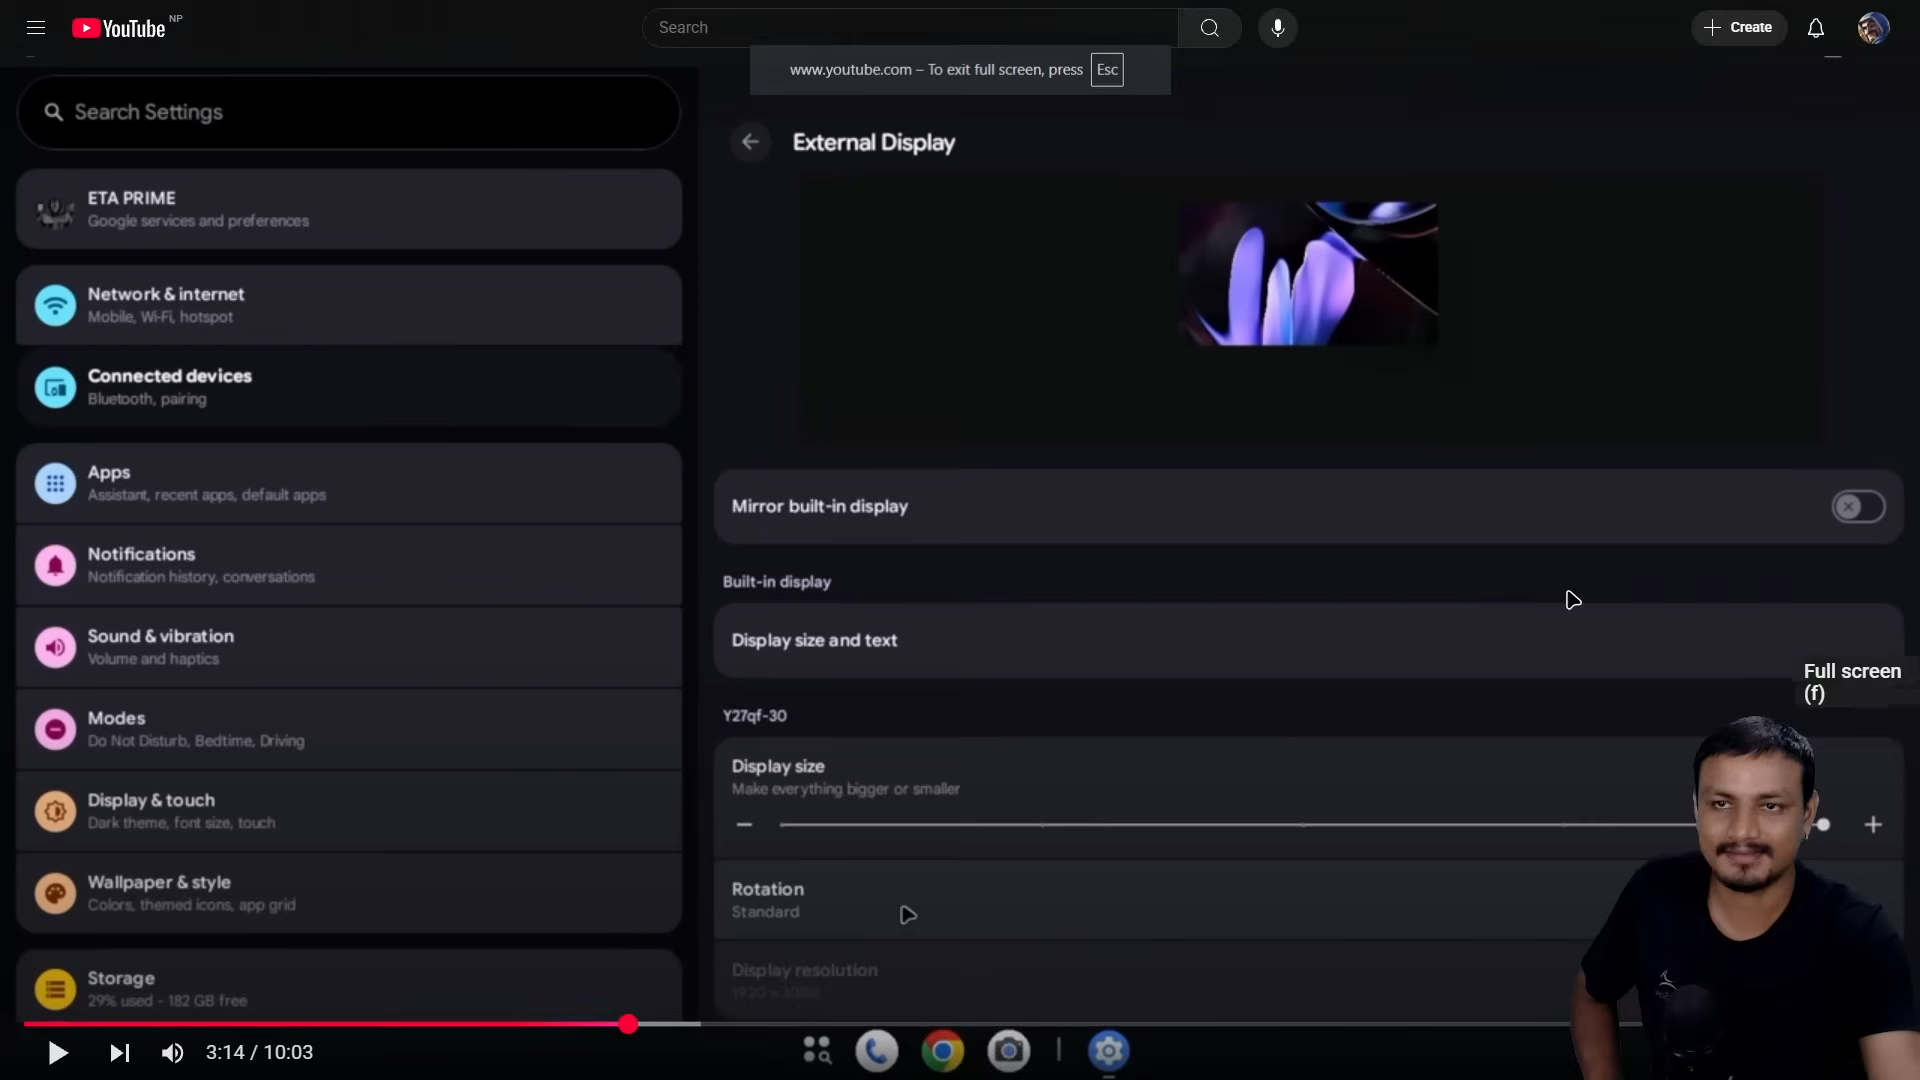 YouTube NP
Search
Create
www.youtube.com – To exit full screen, press Esc
Search Settings
ETA PRIME
Google services and preferences
Network & internet
Mobile, Wi-Fi, hotspot
Connected devices
Bluetooth, pairing
Apps
Assistant, recent apps, default apps
Notifications
Notification history, conversations
Sound & vibration
Volume and haptics
Modes
Do Not Disturb, Bedtime, Driving
Display & touch
Dark theme, font size, touch
Wallpaper & style
Colors, themed icons, app grid
Storage
29% used - 182 GB free
External Display
Mirror built-in display
Built-in display
Display size and text
Y27qf-30
Display size
Make everything bigger or smaller
Rotation
Standard
Display resolution
Full screen
(f)
3:14 / 10:03